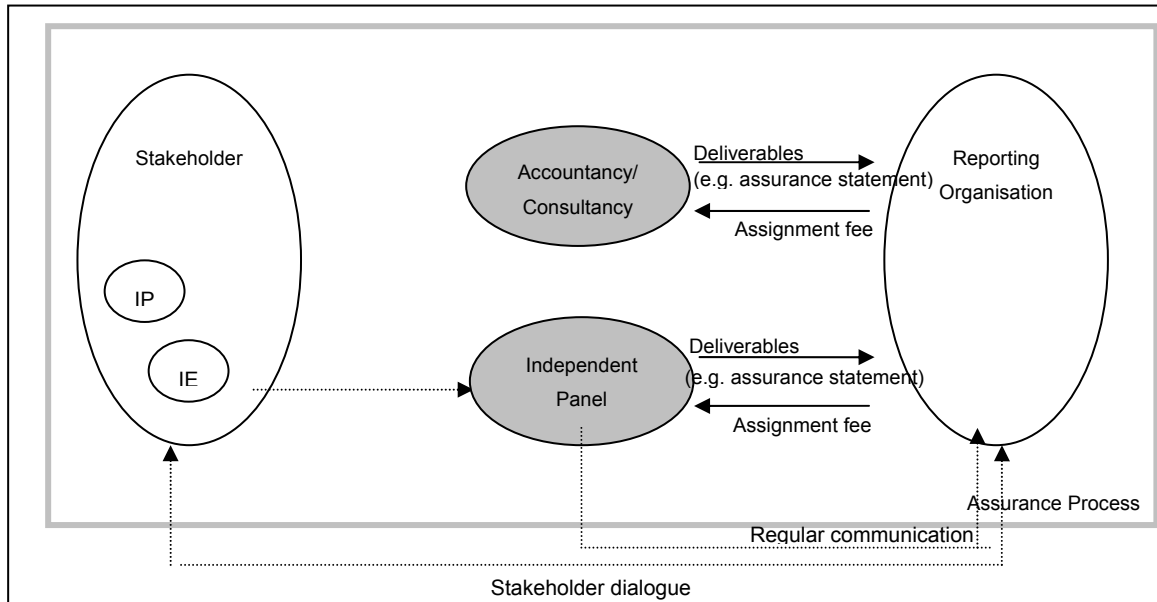 Stakeholder
IP
IE
Accountancy/
Consultancy
Deliverables
(e.g. assurance statement)
Assignment fee
Reporting
Organisation
Independent
Panel
Deliverables
(e.g. assurance statement)
Assignment fee
Assurance Process
Regular communication
Stakeholder dialogue